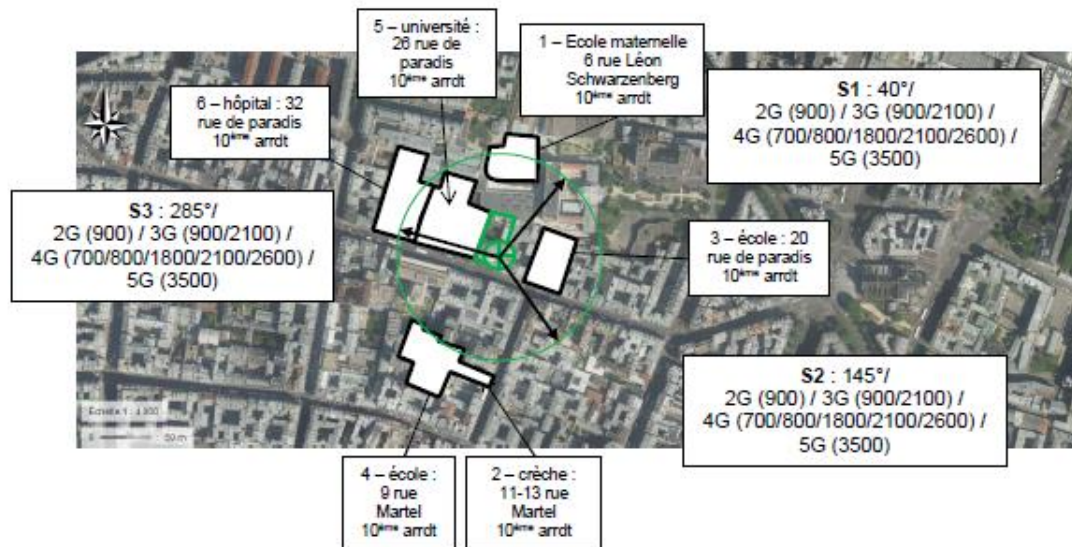 5 – université :
26 rue de
paradis
10ème arrdt
1 – Ecole maternelle
6 rue Léon
Schwarzenberg
10ème arrdt
S1 : 40°/
2G (900) / 3G (900/2100) /
4G (700/800/1800/2100/2600) /
5G (3500)
6 – hôpital : 32
rue de paradis
10ème arrdt
S3 : 285°/
2G (900) / 3G (900/2100) /
4G (700/800/1800/2100/2600) /
5G (3500)
3 – école : 20
rue de paradis
10ème arrdt
S2 : 145°/
2G (900) / 3G (900/2100) /
4G (700/800/1800/2100/2600) /
5G (3500)
Echelle 1 :
0 50 m
4 – école :
9 rue
Martel
10ème arrdt
2 – crèche :
11-13 rue
Martel
10ème arrdt